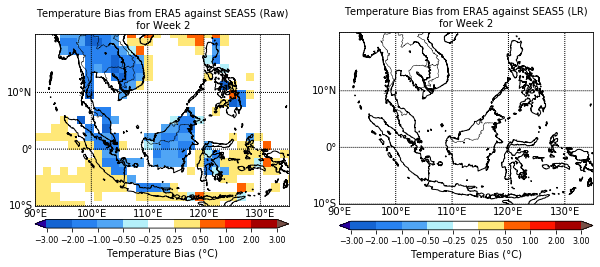 Temperature Bias from ERA5 against SEAS5 (Raw)
for Week 2
10°N
0°
10°S
90°E 100°E 110°E 120°E 130°E
−3.00 −2.00 −1.00 −0.50 −0.25 0.25 0.50 1.00 2.00 3.00
Temperature Bias (°C)
Temperature Bias from ERA5 against SEAS5 (LR)
for Week 2
10°N
0°
10°S
90°E 100°E 110°E 120°E 130°E
−3.00 −2.00 −1.00 −0.50 −0.25 0.25 0.50 1.00 2.00 3.00
Temperature Bias (°C)